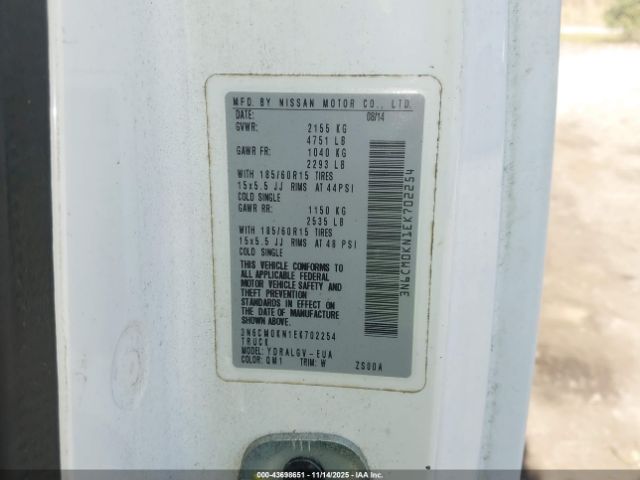 MFD. BY NISSAN MOTOR CO., LTD.
DATE: 08/14
GVWR: 2155 KG
4751 LB
GAWR FR: 1040 KG
2293 LB
WITH 185/60R15 TIRES
15x5.5 JJ RIMS AT 44PSI
COLD SINGLE
GAWR RR: 1150 KG
2535 LB
WITH 185/60R15 TIRES
15x5.5 JJ RIMS AT 48 PSI
COLD SINGLE
THIS VEHICLE CONFORMS TO
ALL APPLICABLE FEDERAL
MOTOR VEHICLE SAFETY AND
THEFT PREVENTION
STANDARDS IN EFFECT ON
THE DATE OF MANUFACTURE
SHOWN ABOVE.
3N6CM0KN1EK702254
TRUCK
MODEL: YDRALGV-EUA
COLOR: QM1 TRIM: W ZS00A
3N6CM0KN1EK702254
000-43698651 - 11/14/2025 - IAAI.COM